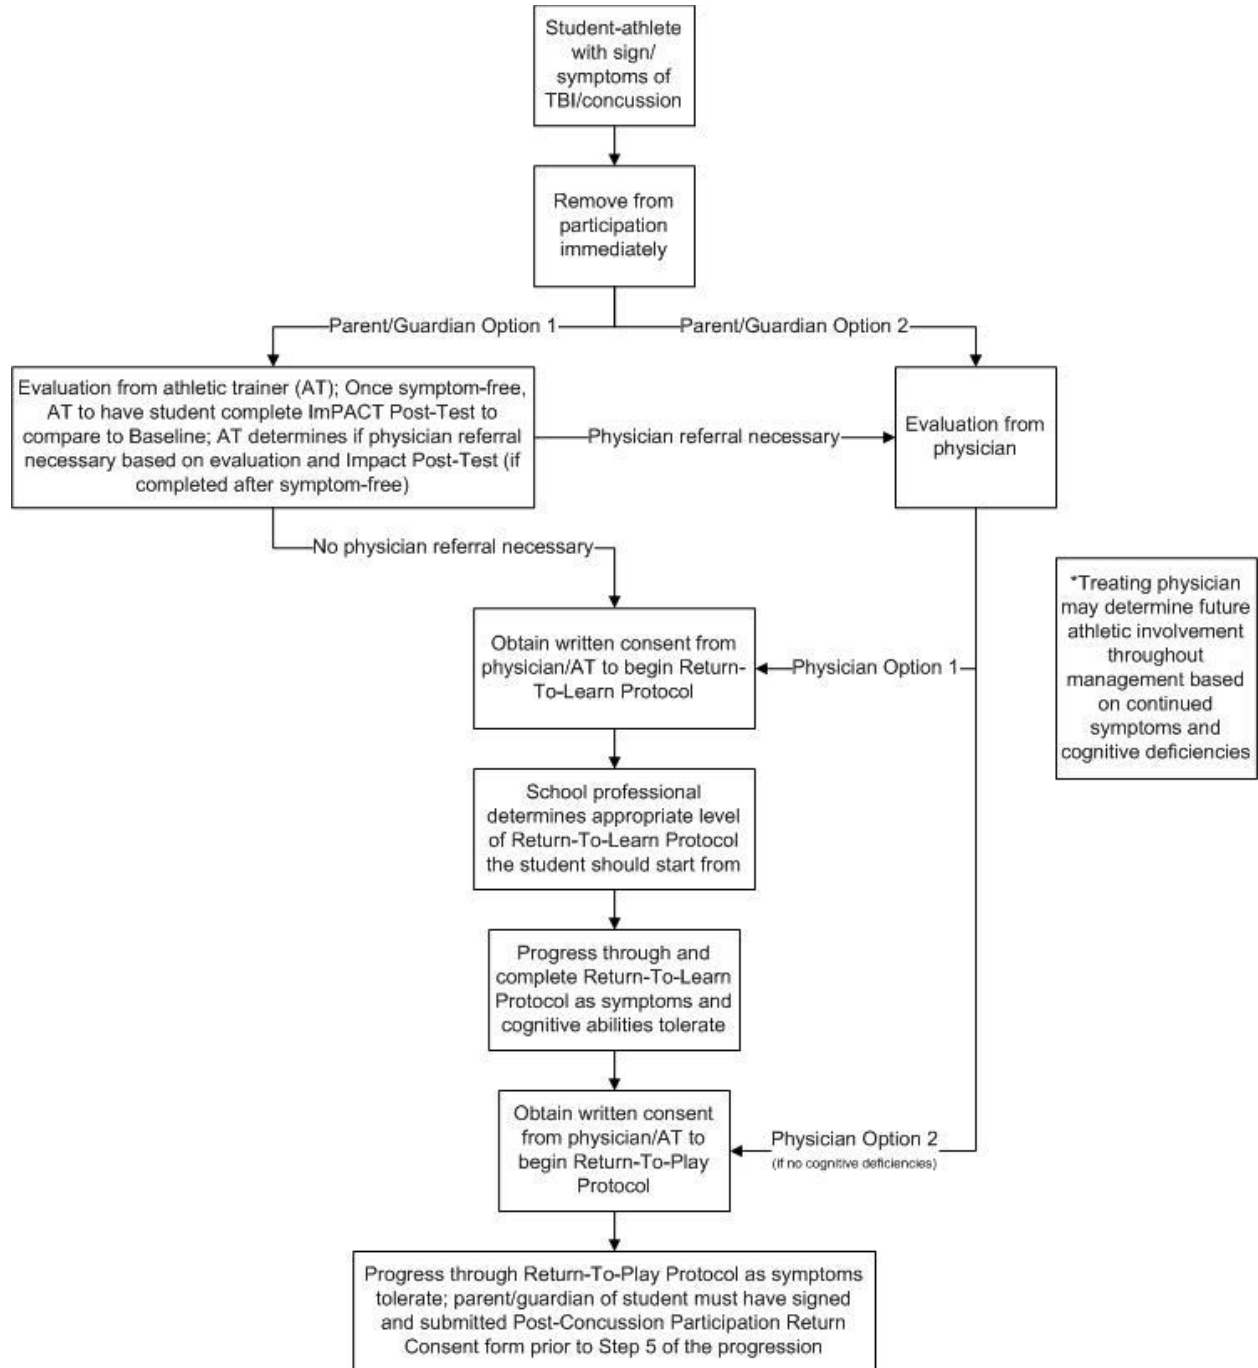 Student-athlete
with sign/
symptoms of
TBI/concussion
Remove from
participation
immediately
Parent/Guardian Option 1
Parent/Guardian Option 2
Evaluation from athletic trainer (AT); Once symptom-free,
AT to have student complete ImPACT Post-Test to
compare to Baseline; AT determines if physician referral
necessary based on evaluation and Impact Post-Test (if
completed after symptom-free)
Physician referral necessary
Evaluation from
physician
No physician referral necessary
*Treating physician
may determine future
athletic involvement
throughout
management based
on continued
symptoms and
cognitive deficiencies
Obtain written consent from
physician/AT to begin Return-
To-Learn Protocol
Physician Option 1
School professional
determines appropriate level
of Return-To-Learn Protocol
the student should start from
Progress through and
complete Return-To-Learn
Protocol as symptoms and
cognitive abilities tolerate
Obtain written consent
from physician/AT to
begin Return-To-Play
Protocol
Physician Option 2
(if no cognitive deficiencies)
Progress through Return-To-Play Protocol as symptoms
tolerate; parent/guardian of student must have signed
and submitted Post-Concussion Participation Return
Consent form prior to Step 5 of the progression